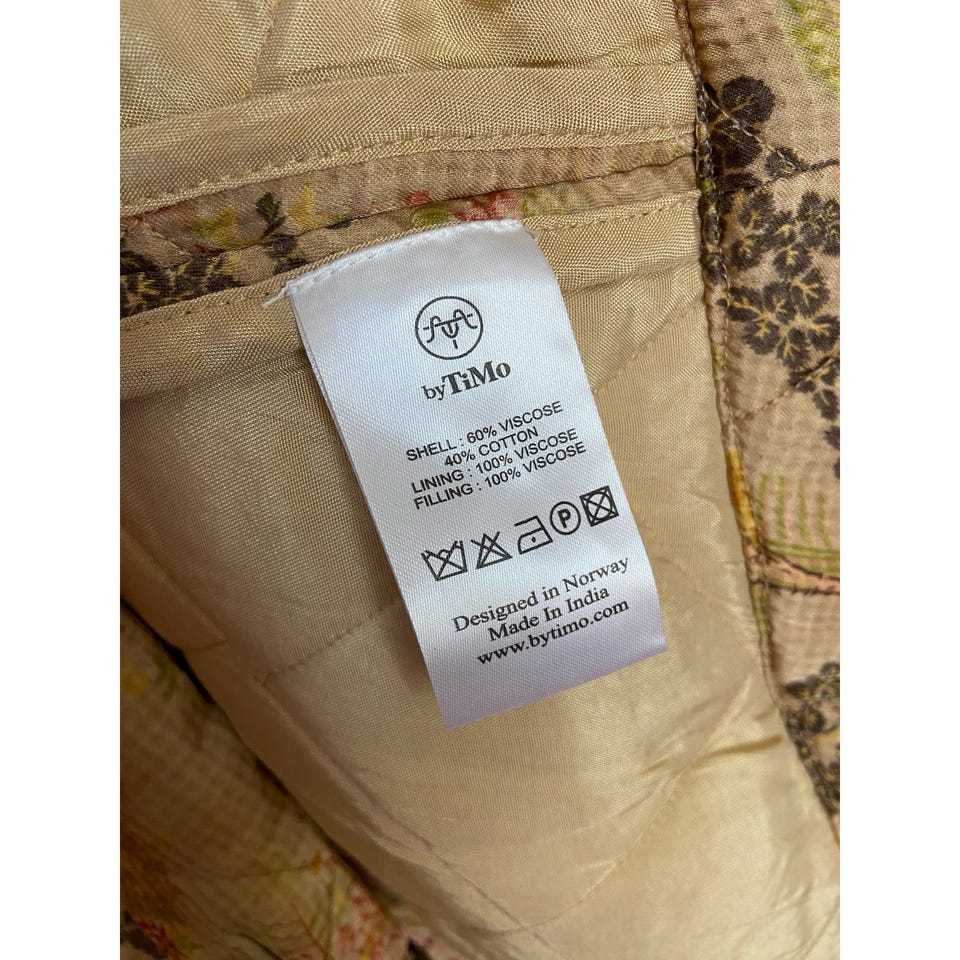 byTiMo
SHELL : 60% VISCOSE
40% COTTON
LINING : 100% VISCOSE
FILLING : 100% VISCOSE
P
Designed in Norway
Made In India
www.bytimo.com